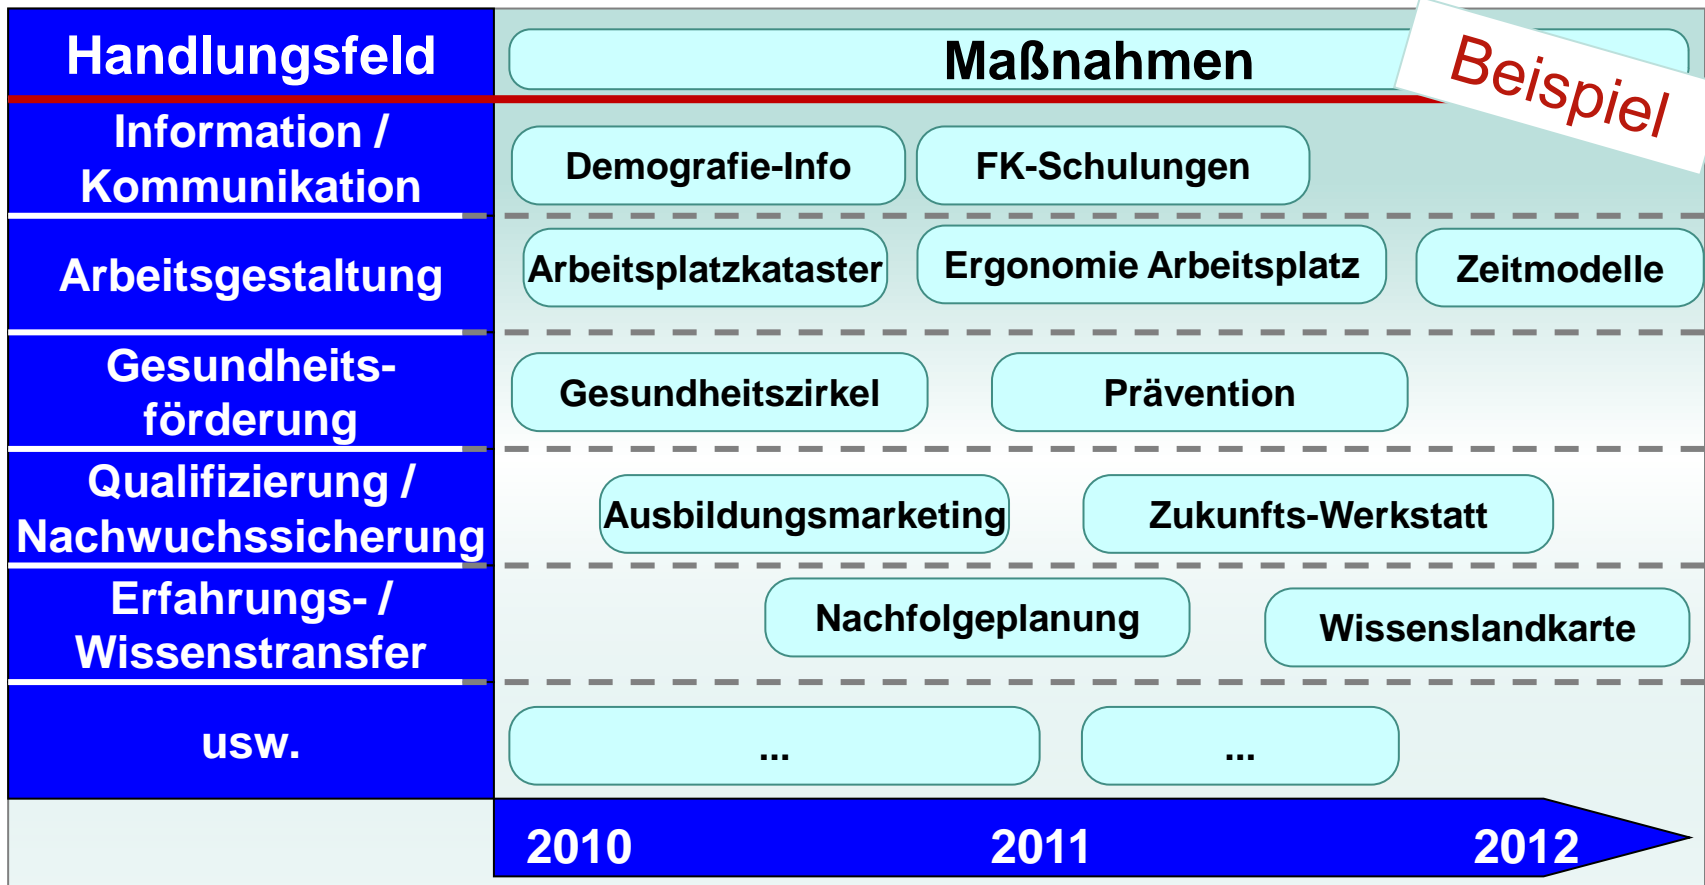 Handlungsfeld
Maßnahmen
Beispiel
Information /
Kommunikation
Demografie-Info
FK-Schulungen
Arbeitsgestaltung
Arbeitsplatzkataster
Ergonomie Arbeitsplatz
Zeitmodelle
Gesundheits-
förderung
Gesundheitszirkel
Prävention
Qualifizierung /
Nachwuchssicherung
Ausbildungsmarketing
Zukunfts-Werkstatt
Erfahrungs- /
Wissenstransfer
Nachfolgeplanung
Wissenslandkarte
usw.
...
...
2010
2011
2012